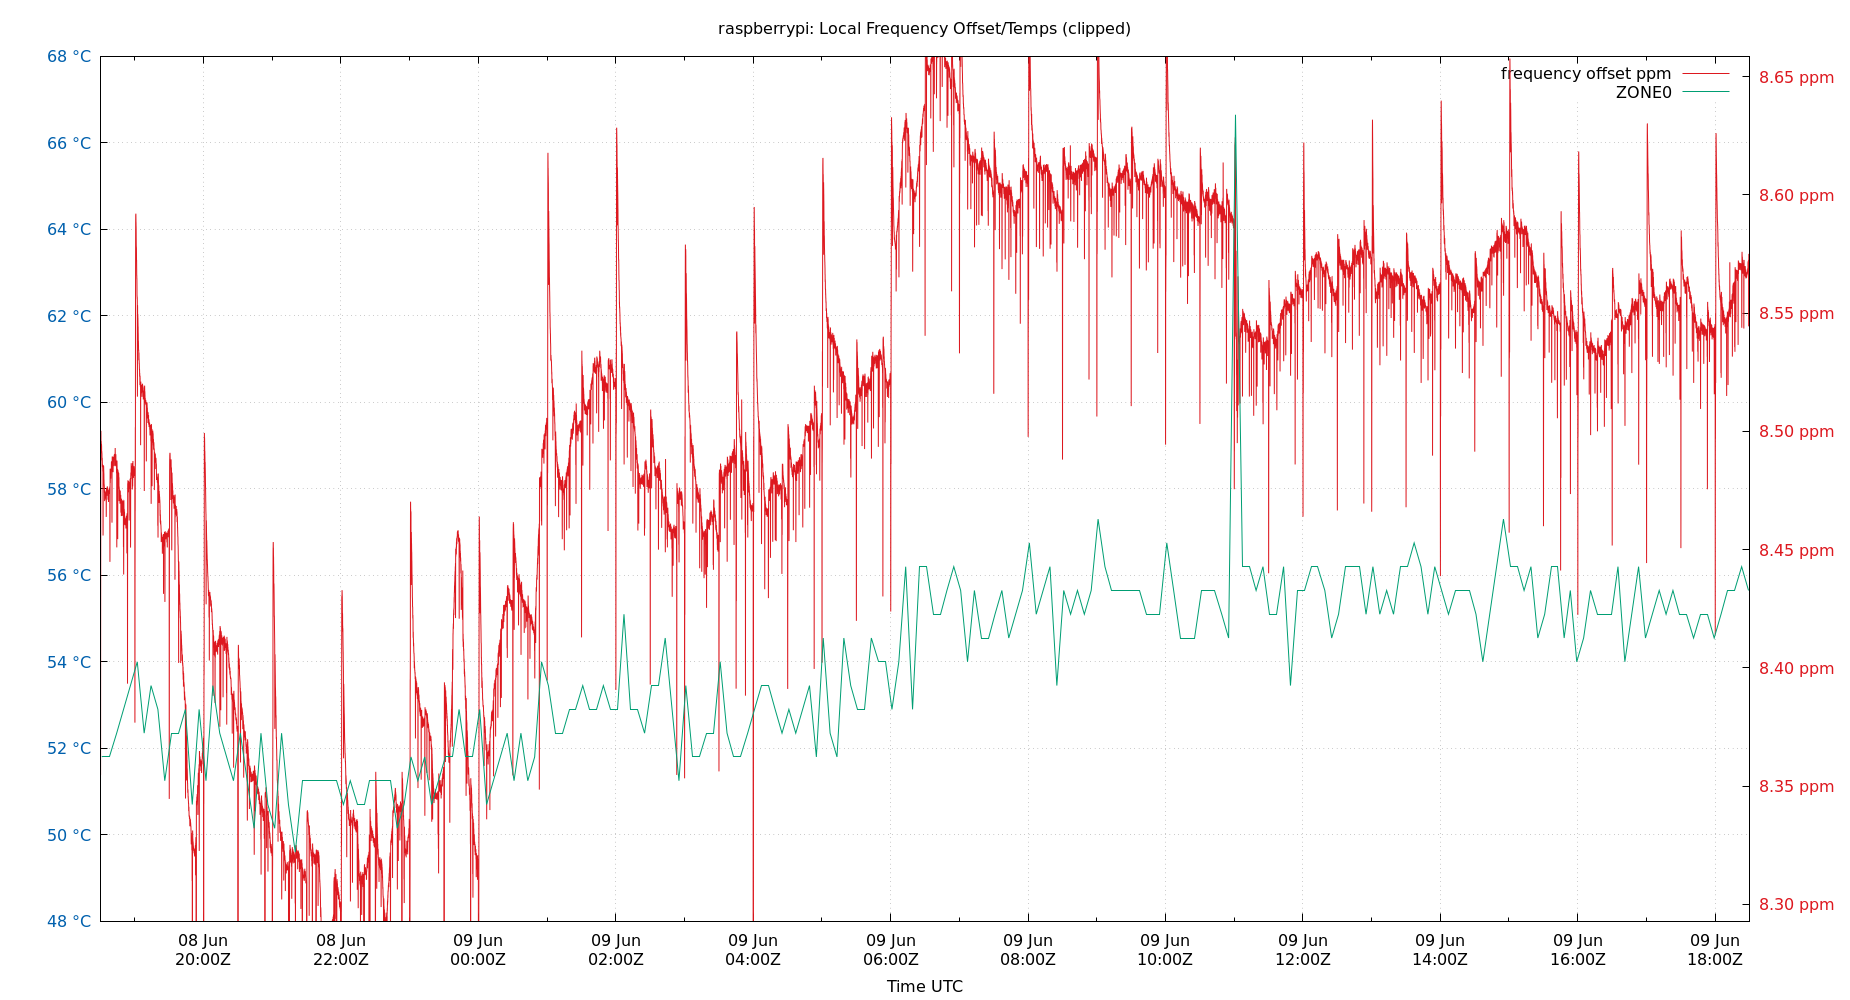 raspberrypi: Local Frequency Offset/Temps (clipped)
68 °C
66 °C
64 °C
62 °C
60 °C
58 °C
56 °C
54 °C
52 °C
50 °C
48 °C
frequency offset ppm
ZONE0
8.65 ppm
8.60 ppm
8.55 ppm
8.50 ppm
8.45 ppm
8.40 ppm
8.35 ppm
8.30 ppm
08 Jun
20:00Z
08 Jun
22:00Z
09 Jun
00:00Z
09 Jun
02:00Z
09 Jun
04:00Z
09 Jun
06:00Z
09 Jun
08:00Z
09 Jun
10:00Z
09 Jun
12:00Z
09 Jun
14:00Z
09 Jun
16:00Z
09 Jun
18:00Z
Time UTC